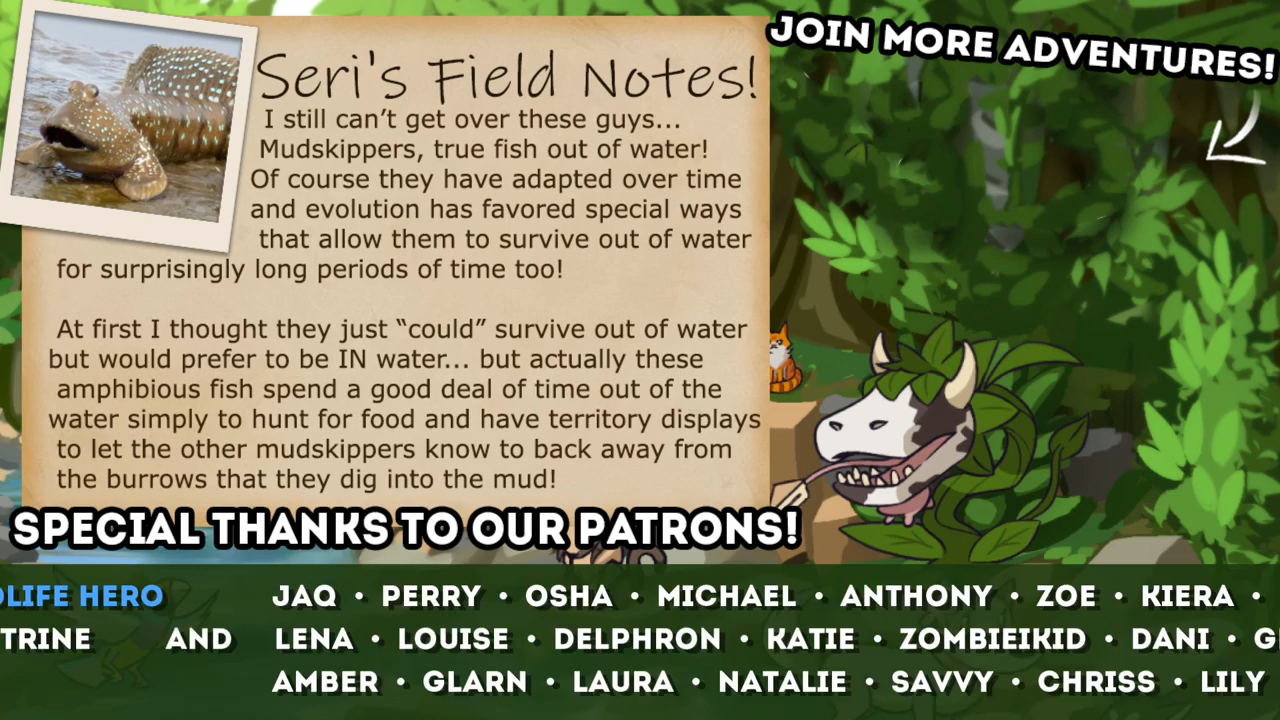 JOIN MORE ADVENTURES!
Seri's Field Notes!
I still can't get over these guys...
Mudskippers, true fish out of water!
Of course they have adapted over time
and evolution has favored special ways
that allow them to survive out of water
for surprisingly long periods of time too!
At first I thought they just “could” survive out of water
but would prefer to be IN water... but actually these
amphibious fish spend a good deal of time out of the
water simply to hunt for food and have territory displays
to let the other mudskippers know to back away from
the burrows that they dig into the mud!
SPECIAL THANKS TO OUR PATRONS!
LIFE HERO JAQ • PERRY • OSHA • MICHAEL • ANTHONY • ZOE • KIERA •
TRINE AND LENA • LOUISE • DELPHRON • KATIE • ZOMBIEIKID • DANI • G
AMBER • GLARN • LAURA • NATALIE • SAVVY • CHRISS • LILY